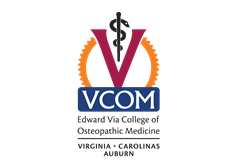 V
VCOM
Edward Via College of
Osteopathic Medicine
VIRGINIA • CAROLINAS
AUBURN